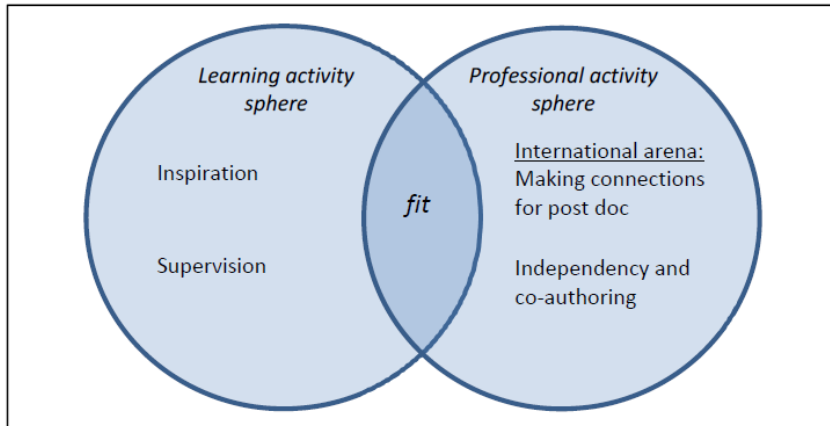 Learning activity
sphere
Inspiration
Supervision
fit
Professional activity
sphere
International arena:
Making connections
for post doc
Independency and
co-authoring